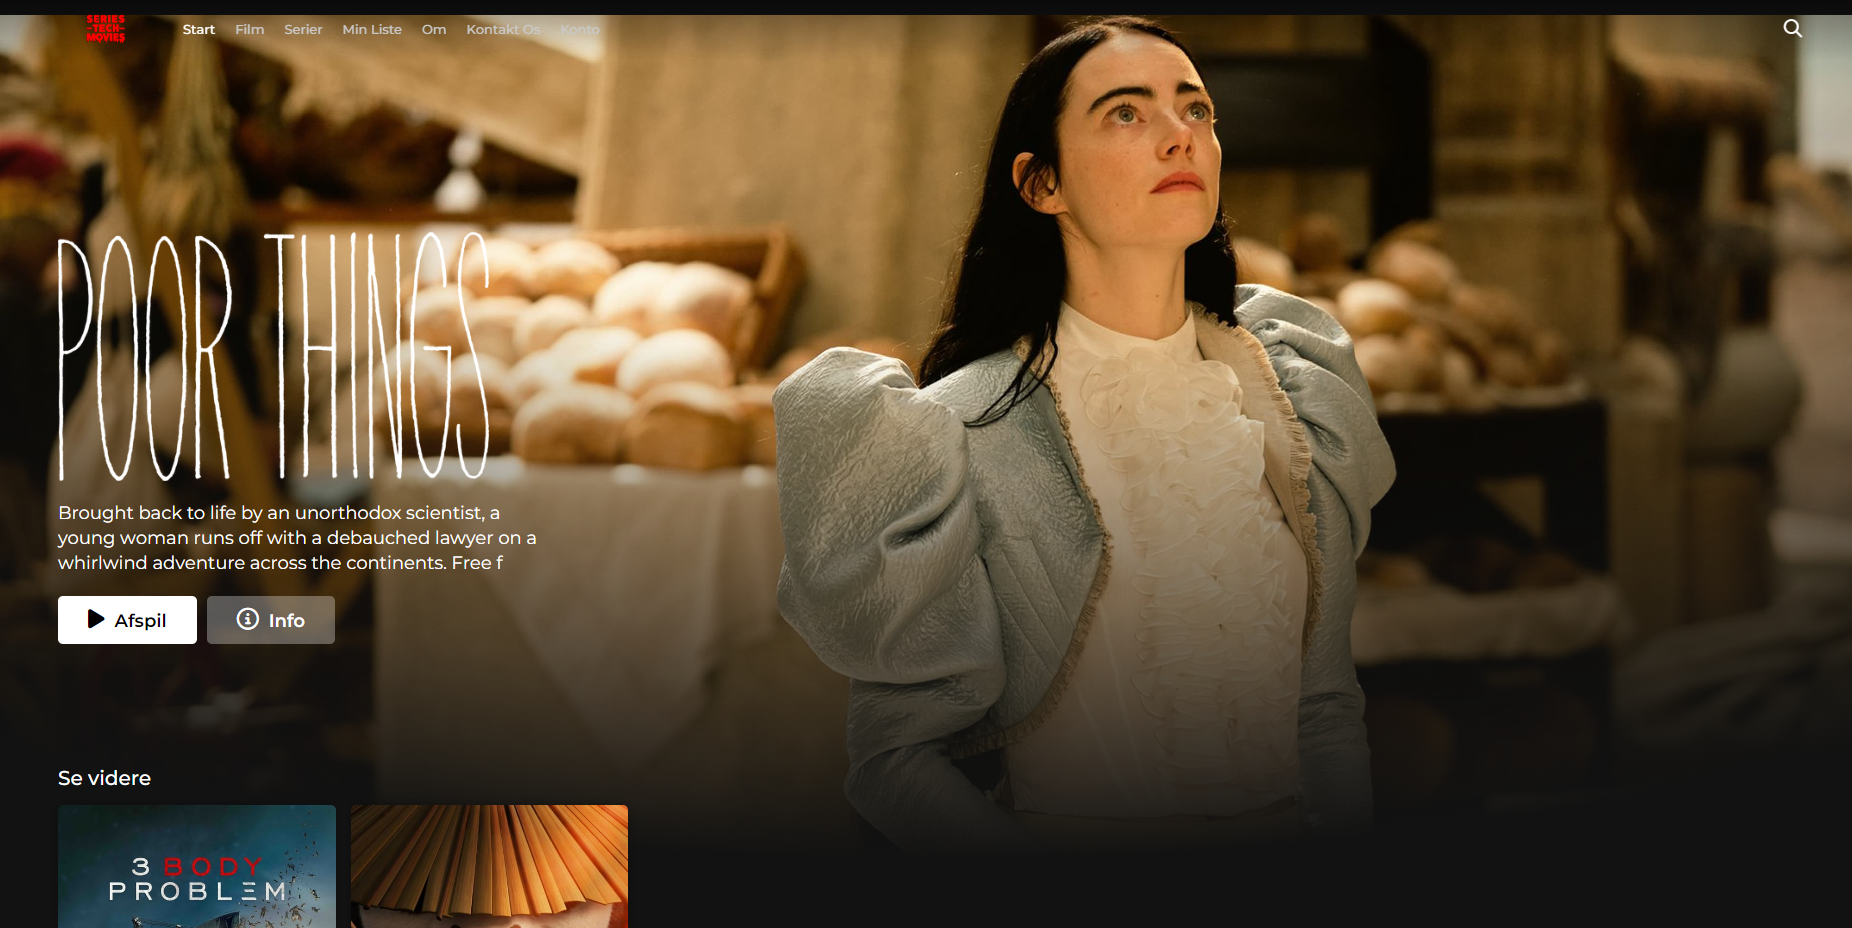 SERIES
-TECH-
MOVIES
Start Film Serier Min Liste Om Kontakt Os Konto
POOR THINGS
Brought back to life by an unorthodox scientist, a
young woman runs off with a debauched lawyer on a
whirlwind adventure across the continents. Free f
Afspil Info
Se videre
3 BODY
PROBLEM